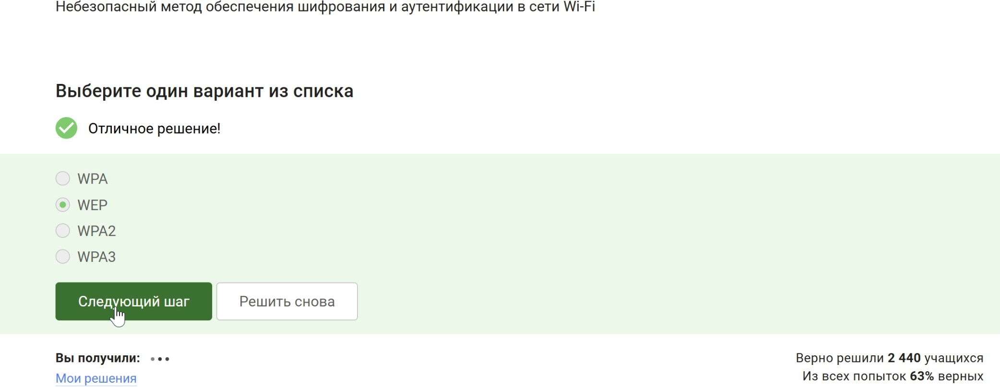 Небезопасный метод обеспечения шифрования и аутентификации в сети Wi-Fi
Выберите один вариант из списка
Отличное решение!
WPA
WEP
WPA2
WPA3
Следующий шаг
Решить снова
Вы получили:
Мои решения
Верно решили 2 440 учащихся
Из всех попыток 63% верных